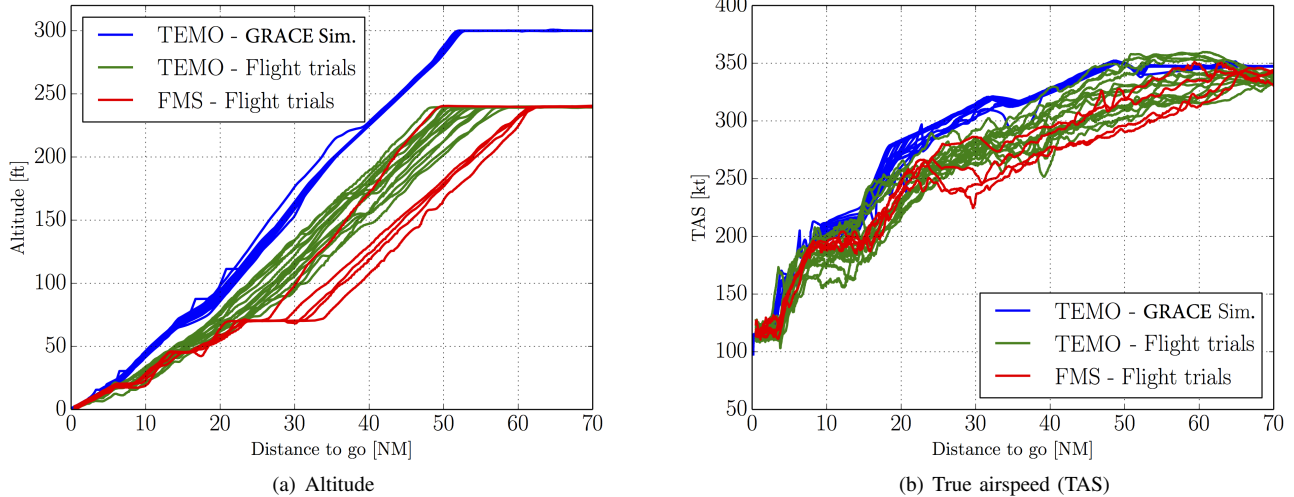 300
250
200
150
100
50
0
Altitude [ft]
TEMO - GRACE Sim.
TEMO - Flight trials
FMS - Flight trials
0 10 20 30 40 50 60 70
Distance to go [NM]
(a) Altitude
400
350
300
250
200
150
100
50
TAS [kt]
TEMO - GRACE Sim.
TEMO - Flight trials
FMS - Flight trials
0 10 20 30 40 50 60 70
Distance to go [NM]
(b) True airspeed (TAS)